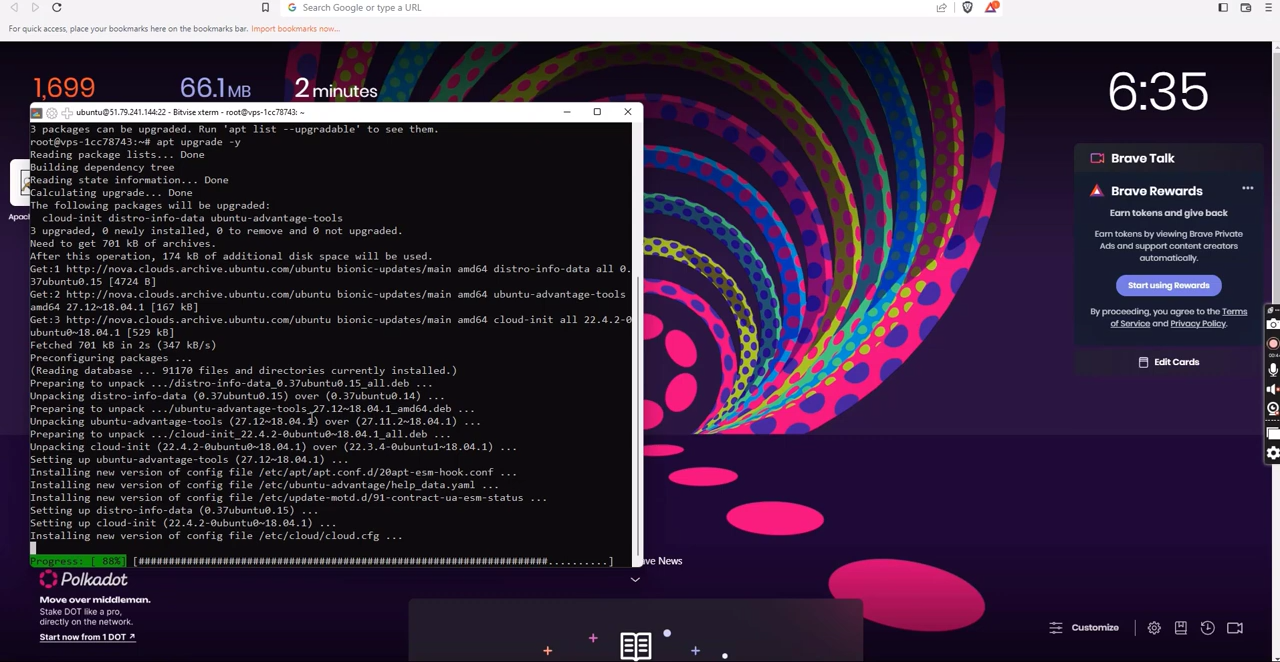 Search Google or type a URL
For quick access, place your bookmarks here on the bookmarks bar. Import bookmarks now...
1,699
66.1MB
2 minutes
6:35
ubuntu@51.79.241.144:22 - Bitvise xterm - root@vps-1cc78743: ~
3 packages can be upgraded. Run 'apt list --upgradable' to see them.
root@vps-1cc78743:~# apt upgrade -y
Reading package lists... Done
Building dependency tree
Reading state information... Done
Calculating upgrade... Done
The following packages will be upgraded:
cloud-init distro-info-data ubuntu-advantage-tools
3 upgraded, 0 newly installed, 0 to remove and 0 not upgraded.
Need to get 701 kB of archives.
After this operation, 174 kB of additional disk space will be used.
Get:1 http://nova.clouds.archive.ubuntu.com/ubuntu bionic-updates/main amd64 distro-info-data all 0.
37ubuntu0.15 [4724 B]
Get:2 http://nova.clouds.archive.ubuntu.com/ubuntu bionic-updates/main amd64 ubuntu-advantage-tools
amd64 27.12~18.04.1 [167 kB]
Get:3 http://nova.clouds.archive.ubuntu.com/ubuntu bionic-updates/main amd64 cloud-init all 22.4.2-0
ubuntu0~18.04.1 [529 kB]
Fetched 701 kB in 2s (347 kB/s)
Preconfiguring packages ...
(Reading database ... 91170 files and directories currently installed.)
Preparing to unpack .../distro-info-data_0.37ubuntu0.15_all.deb ...
Unpacking distro-info-data (0.37ubuntu0.15) over (0.37ubuntu0.14) ...
Preparing to unpack .../ubuntu-advantage-tools_27.12~18.04.1_amd64.deb ...
Unpacking ubuntu-advantage-tools (27.12~18.04.1) over (27.11.2~18.04.1) ...
Preparing to unpack .../cloud-init_22.4.2-0ubuntu0~18.04.1_all.deb ...
Unpacking cloud-init (22.4.2-0ubuntu0~18.04.1) over (22.3.4-0ubuntu1~18.04.1) ...
Setting up ubuntu-advantage-tools (27.12~18.04.1) ...
Installing new version of config file /etc/apt/apt.conf.d/20apt-esm-hook.conf ...
Installing new version of config file /etc/ubuntu-advantage/help_data.yaml ...
Installing new version of config file /etc/update-motd.d/91-contract-ua-esm-status ...
Setting up distro-info-data (0.37ubuntu0.15) ...
Setting up cloud-init (22.4.2-0ubuntu0~18.04.1) ...
Installing new version of config file /etc/cloud/cloud.cfg ...
Progress: [ 88%] [####################################################################..........]
Brave Talk
Brave Rewards
Earn tokens and give back
Earn tokens by viewing Brave Private
Ads and support content creators
automatically.
Start using Rewards
By proceeding, you agree to the Terms
of Service and Privacy Policy.
Edit Cards
News
Polkadot
Move over middleman.
Stake DOT like a pro,
directly on the network.
Start now from 1 DOT ↗
Customize